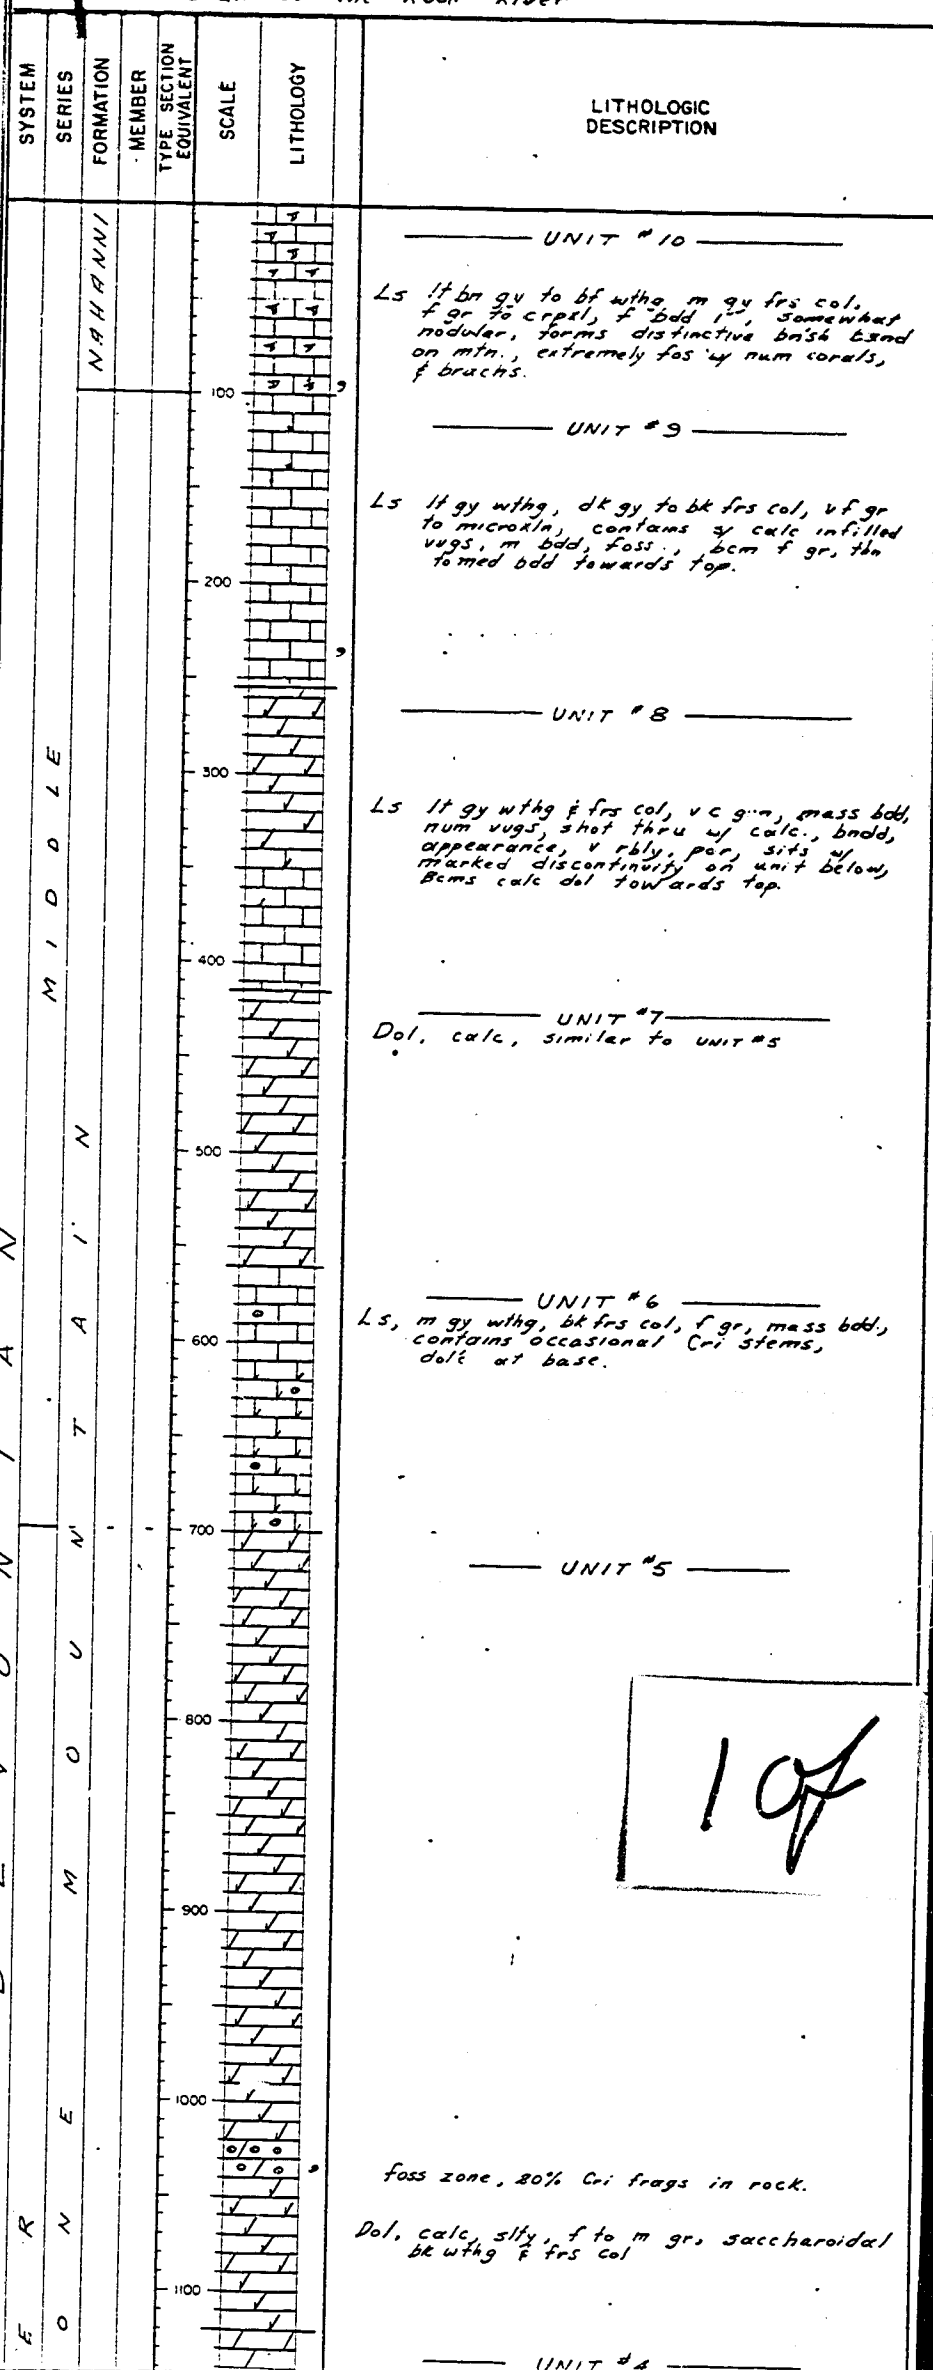 River
SYSTEM
SERIES
FORMATION
MEMBER
TYPE SECTION EQUIVALENT
SCALE
LITHOLOGY
LITHOLOGIC
DESCRIPTION
NAHANNI
MIDDLE
UNIT #10
Ls lt bn gy to bf wthg m gy frs col,
f gr to crpxl, f bdd 1", somewhat
nodular, forms distinctive bn'sh band
on mtn., extremely fos w/ num corals,
& brachs.
100
UNIT #9
Ls lt gy wthg, dk gy to bk frs col, v f gr
to microxln, contains w/ calc infilled
vugs, m bdd, foss., bcm f gr, thn
to med bdd towards top.
200
UNIT #8
300
Ls lt gy wthg & frs col, v c g n, mass bdd,
num vugs, shot thru w/ calc., bndd,
appearance, v rbly, por, sits w/
marked discontinuity on unit below,
Bcms calc dol towards top.
400
UNIT #7
Dol, calc, similar to UNIT #5
500
UNIT #6
Ls, m gy wthg, bk frs col, f gr, mass bdd,
contains occasional Cri stems,
dol'c at base.
600
700
UNIT #5
800
1 of
900
1000
foss zone, 20% Cri frags in rock.
Dol, calc, slty, f to m gr, saccharoidal
bk wthg & frs col
1100
UNIT #4